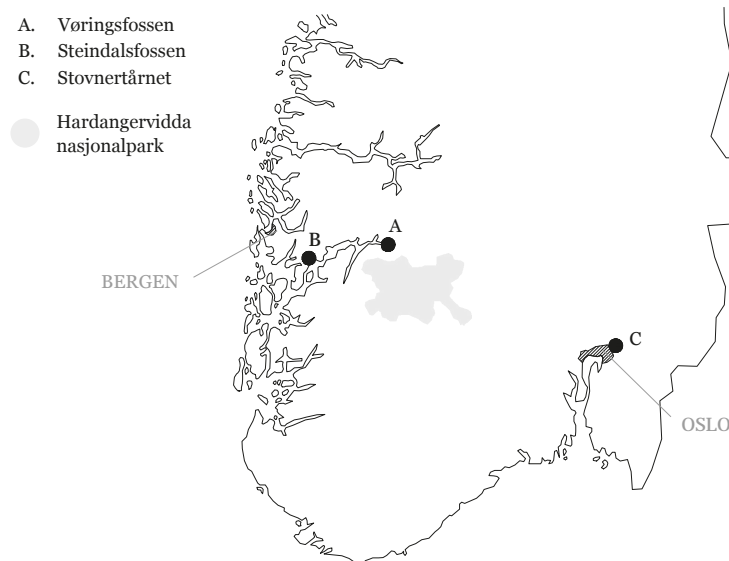 A. Vøringsfossen
B. Steindalsfossen
C. Stovnertårnet
Hardangervidda
nasjonalpark
A
B
BERGEN
C
OSLO